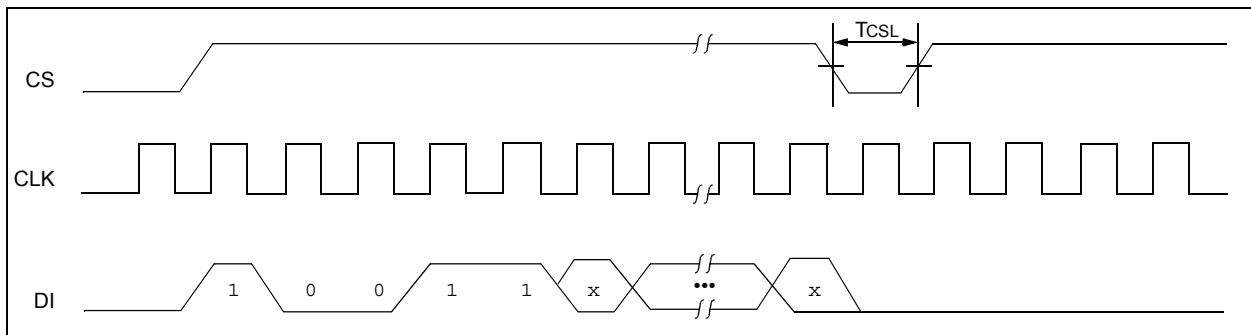 TCSL
CS
CLK
DI 1 0 0 1 1 x ••• x